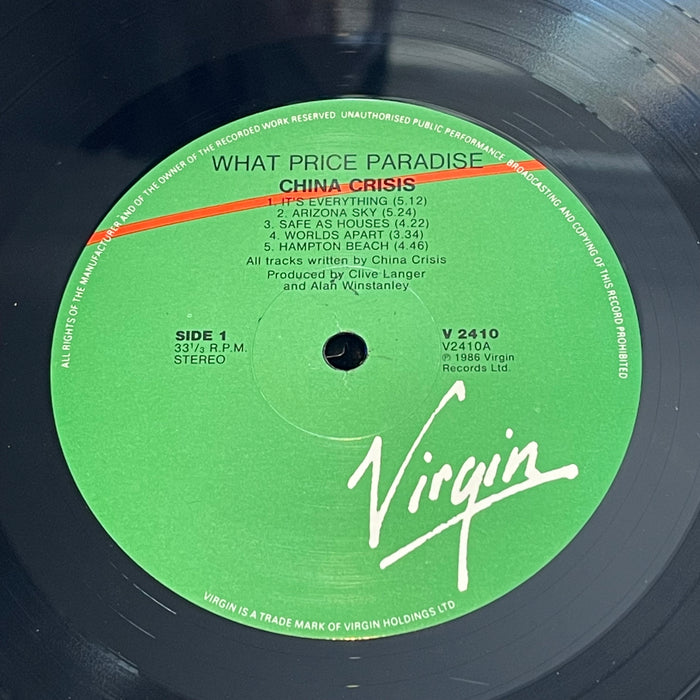 ALL RIGHTS OF THE MANUFACTURER AND OF THE OWNER OF THE RECORDED WORK RESERVED UNAUTHORISED PUBLIC PERFORMANCE BROADCASTING AND COPYING OF THIS RECORD PROHIBITED
WHAT PRICE PARADISE
CHINA CRISIS
1. IT'S EVERYTHING (5.12)
2. ARIZONA SKY (5.24)
3. SAFE AS HOUSES (4.22)
4. WORLDS APART (3.34)
5. HAMPTON BEACH (4.46)
All tracks written by China Crisis
Produced by Clive Langer
and Alan Winstanley
SIDE 1
33⅓ R.P.M.
STEREO
V 2410
V2410A
℗ 1986 Virgin
Records Ltd.
Virgin
VIRGIN IS A TRADE MARK OF VIRGIN HOLDINGS LTD